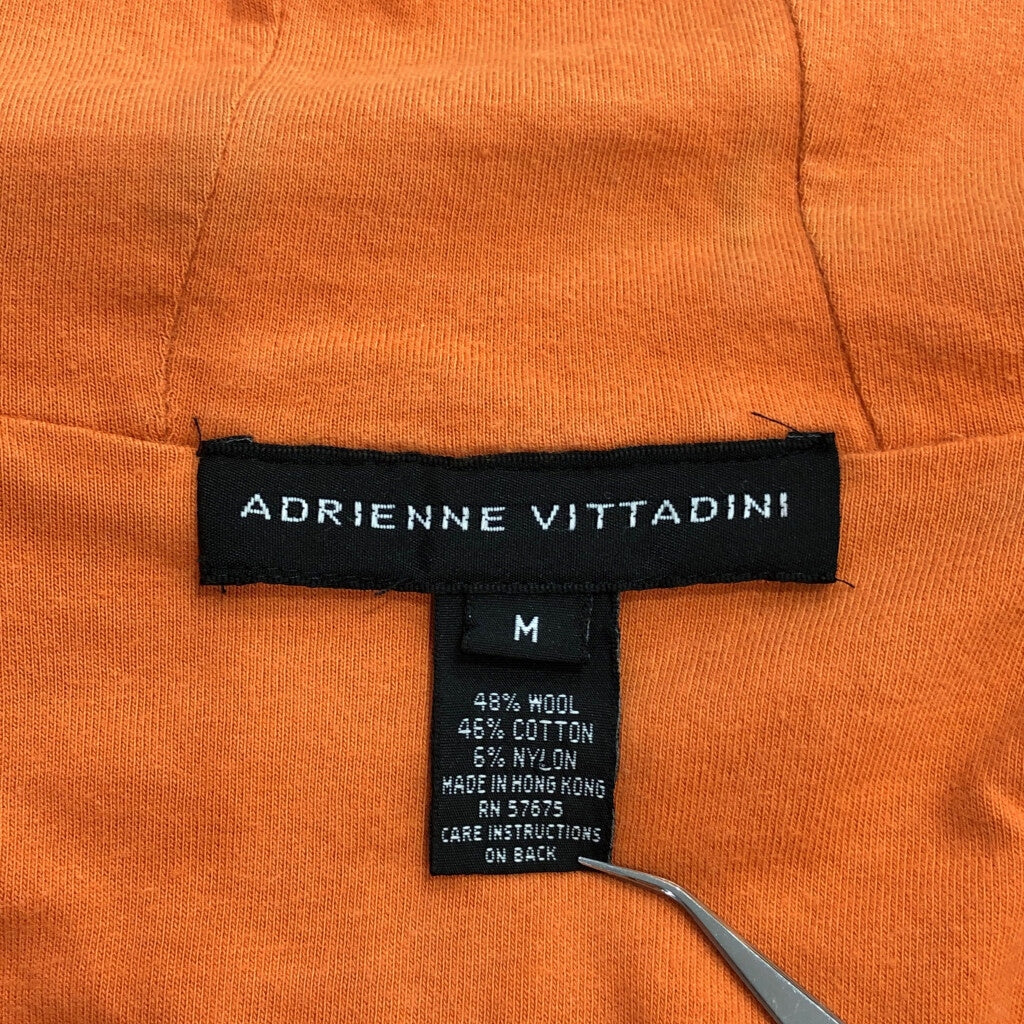 ADRIENNE VITTADINI
M
48% WOOL
46% COTTON
6% NYLON
MADE IN HONG KONG
RN 57675
CARE INSTRUCTIONS
ON BACK